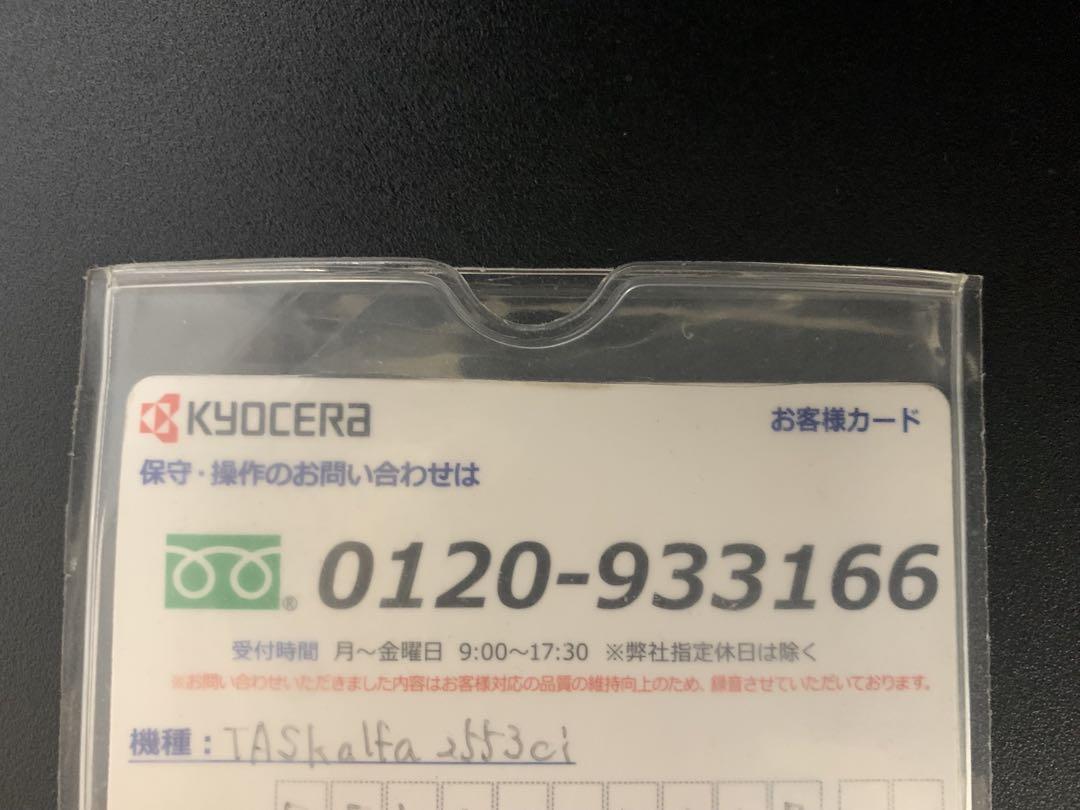 KYOCERA お客様カード
保守・操作のお問い合わせは
0120-933166
受付時間 月～金曜日 9:00～17:30 ※弊社指定休日は除く
※お問い合わせいただきました内容はお客様対応の品質の維持向上のため、録音させていただいております。
機種：TASKalfa 2553ci